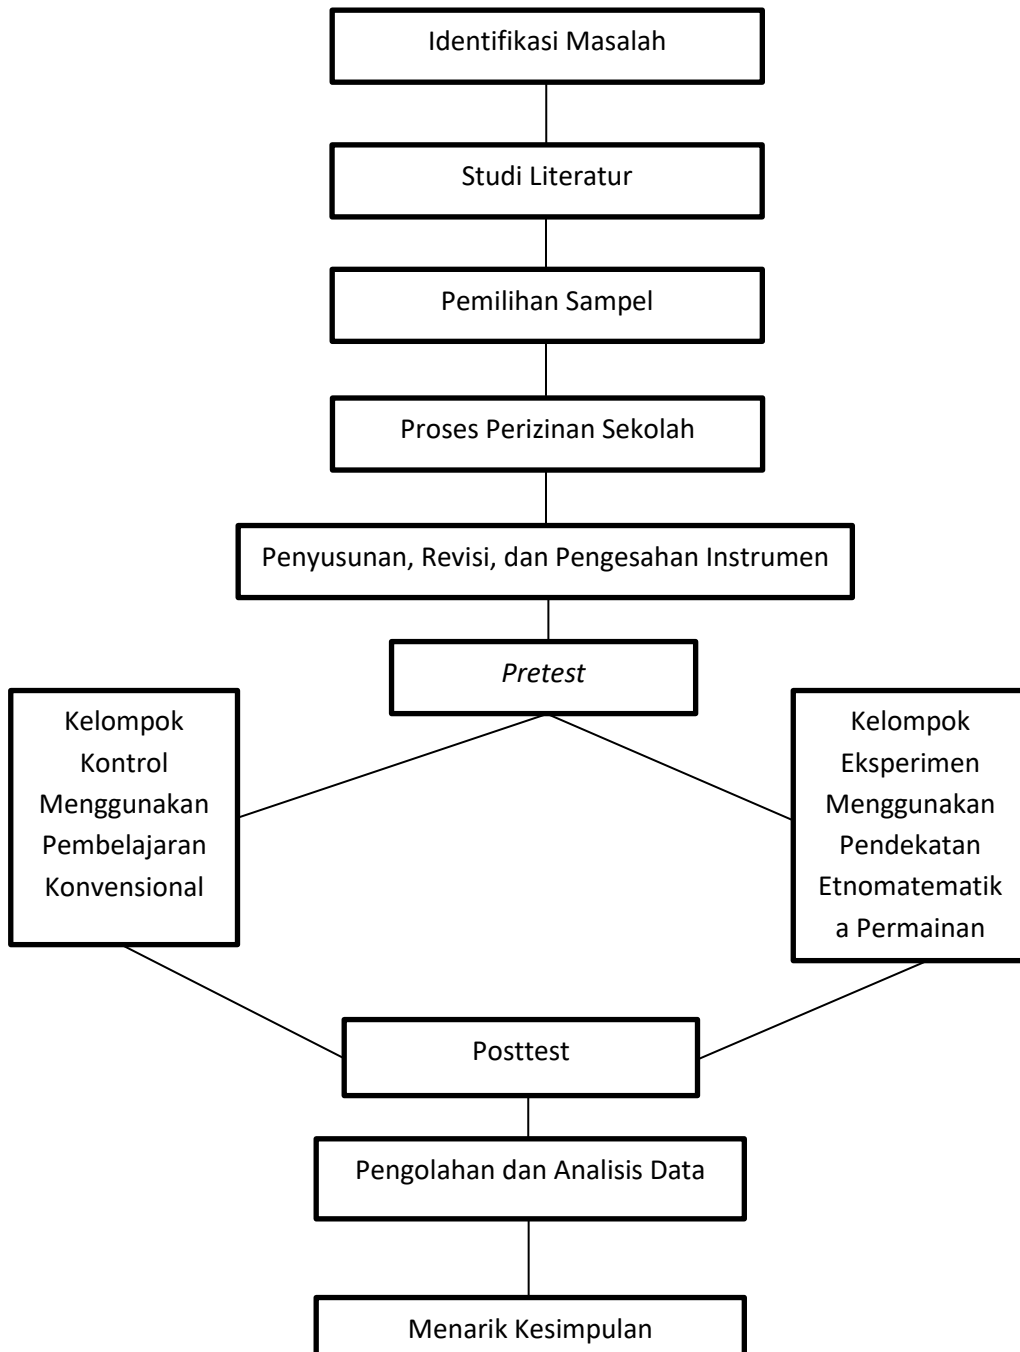 Identifikasi Masalah
Studi Literatur
Pemilihan Sampel
Proses Perizinan Sekolah
Penyusunan, Revisi, dan Pengesahan Instrumen
Pretest
Kelompok
Kontrol
Menggunakan
Pembelajaran
Konvensional
Kelompok
Eksperimen
Menggunakan
Pendekatan
Etnomatematik
a Permainan
Posttest
Pengolahan dan Analisis Data
Menarik Kesimpulan